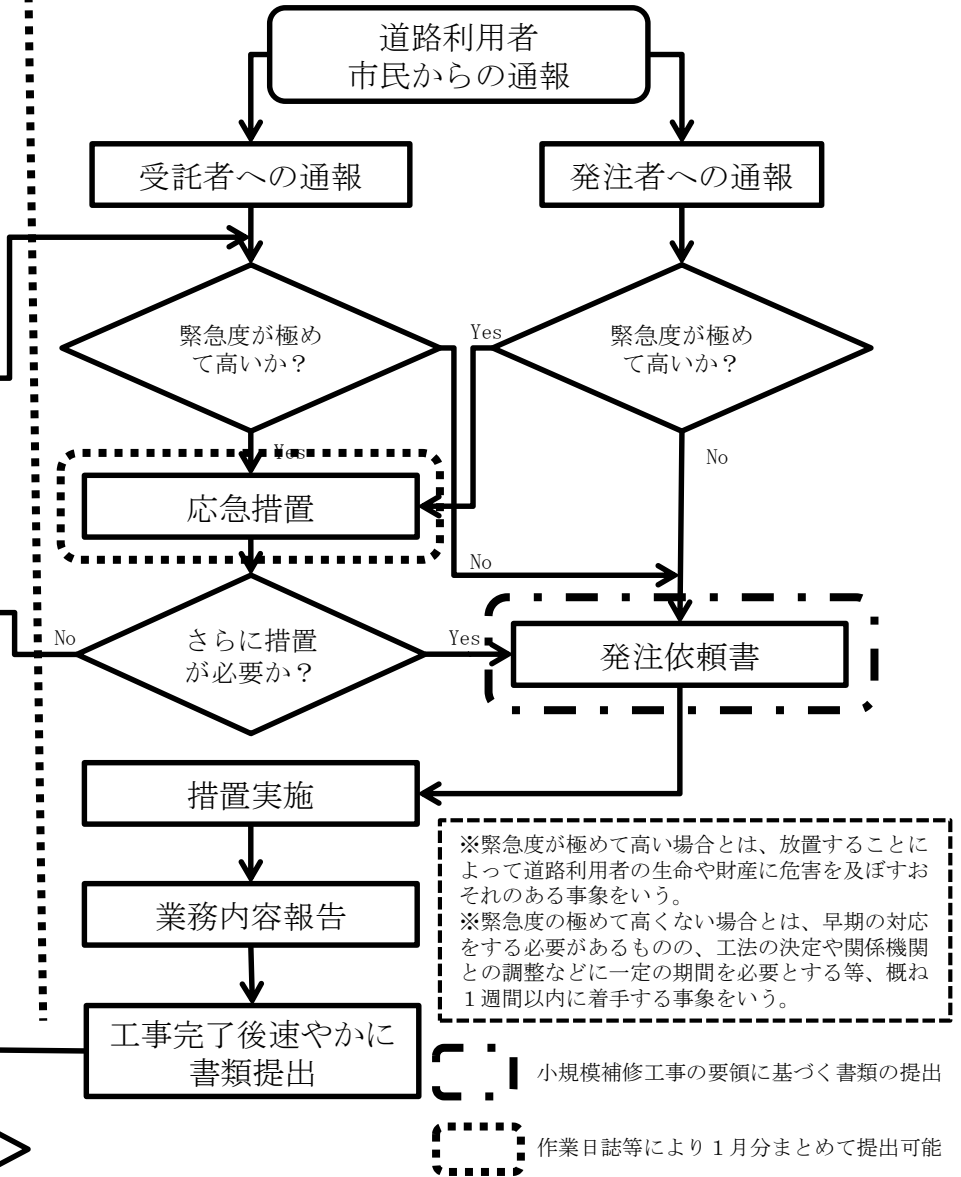 道路利用者
市民からの通報
受託者への通報
発注者への通報
緊急度が極め
て高いか？
Yes
緊急度が極め
て高いか？
Yes
No
応急措置
No
No
さらに措置
が必要か？
Yes
発注依頼書
措置実施
※緊急度が極めて高い場合とは、放置することに
よって道路利用者の生命や財産に危害を及ぼすお
それのある事象をいう。
※緊急度の極めて高くない場合とは、早期の対応
をする必要があるものの、工法の決定や関係機関
との調整などに一定の期間を必要とする等、概ね
１週間以内に着手する事象をいう。
業務内容報告
工事完了後速やかに
書類提出
小規模補修工事の要領に基づく書類の提出
作業日誌等により１月分まとめて提出可能